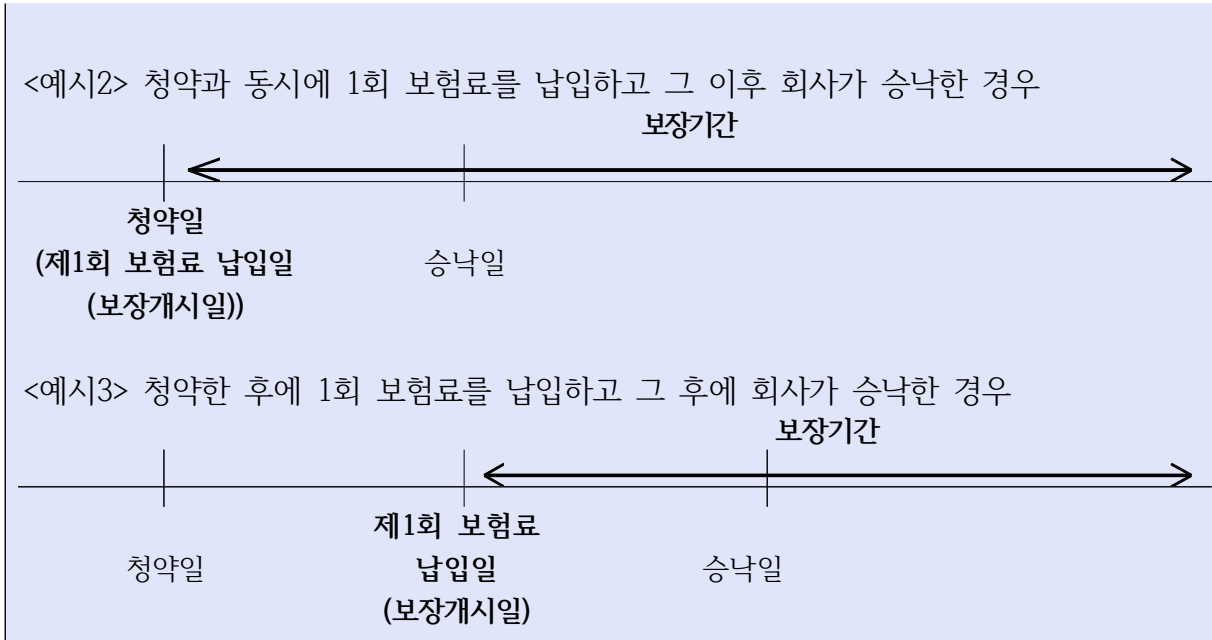 <예시2> 청약과 동시에 1회 보험료를 납입하고 그 이후 회사가 승낙한 경우
보장기간
청약일
(제1회 보험료 납입일
(보장개시일))
승낙일
<예시3> 청약한 후에 1회 보험료를 납입하고 그 후에 회사가 승낙한 경우
보장기간
청약일
제1회 보험료
납입일
(보장개시일)
승낙일